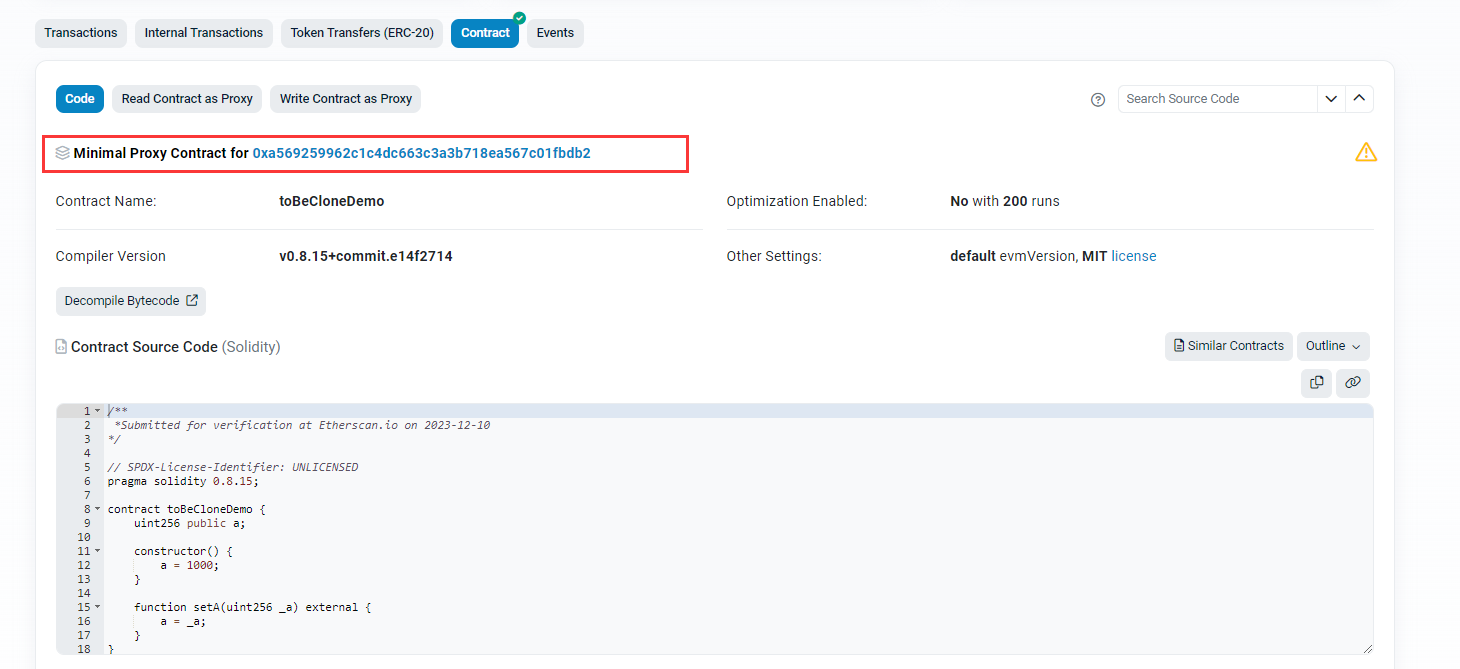 Transactions Internal Transactions Token Transfers (ERC-20) Contract Events
Code Read Contract as Proxy Write Contract as Proxy Search Source Code
Minimal Proxy Contract for 0xa569259962c1c4dc663c3a3b718ea567c01fbdb2
Contract Name: toBeCloneDemo Optimization Enabled: No with 200 runs
Compiler Version v0.8.15+commit.e14f2714 Other Settings: default evmVersion, MIT license
Decompile Bytecode
Contract Source Code (Solidity) Similar Contracts Outline
1 /**
2 *Submitted for verification at Etherscan.io on 2023-12-10
3 */
4
5 // SPDX-License-Identifier: UNLICENSED
6 pragma solidity 0.8.15;
7
8 contract toBeCloneDemo {
9 uint256 public a;
10
11 constructor() {
12 a = 1000;
13 }
14
15 function setA(uint256 _a) external {
16 a = _a;
17 }
18 }